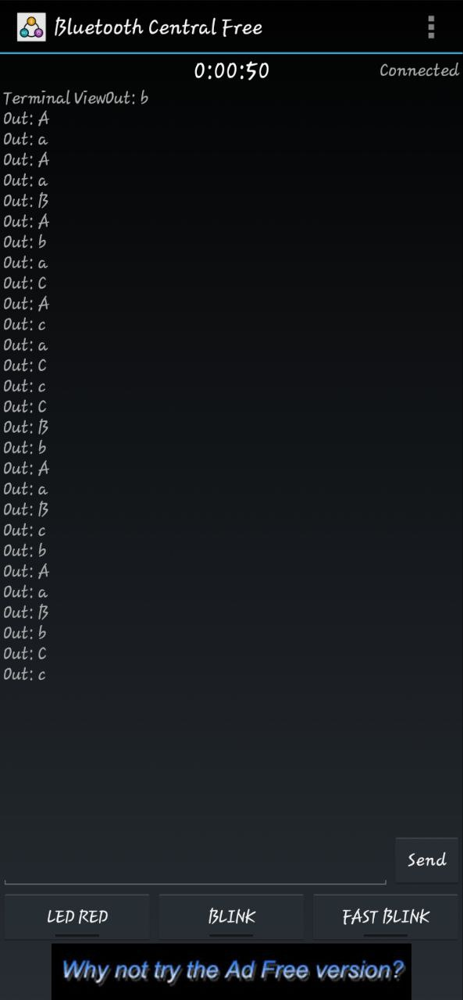 Bluetooth Central Free
0:00:50 Connected
Terminal ViewOut: b
Out: A
Out: a
Out: A
Out: a
Out: B
Out: A
Out: b
Out: a
Out: C
Out: A
Out: c
Out: a
Out: C
Out: c
Out: C
Out: B
Out: b
Out: A
Out: a
Out: B
Out: c
Out: b
Out: A
Out: a
Out: B
Out: b
Out: C
Out: c
Send
LED RED BLINK FAST BLINK
Why not try the Ad Free version?